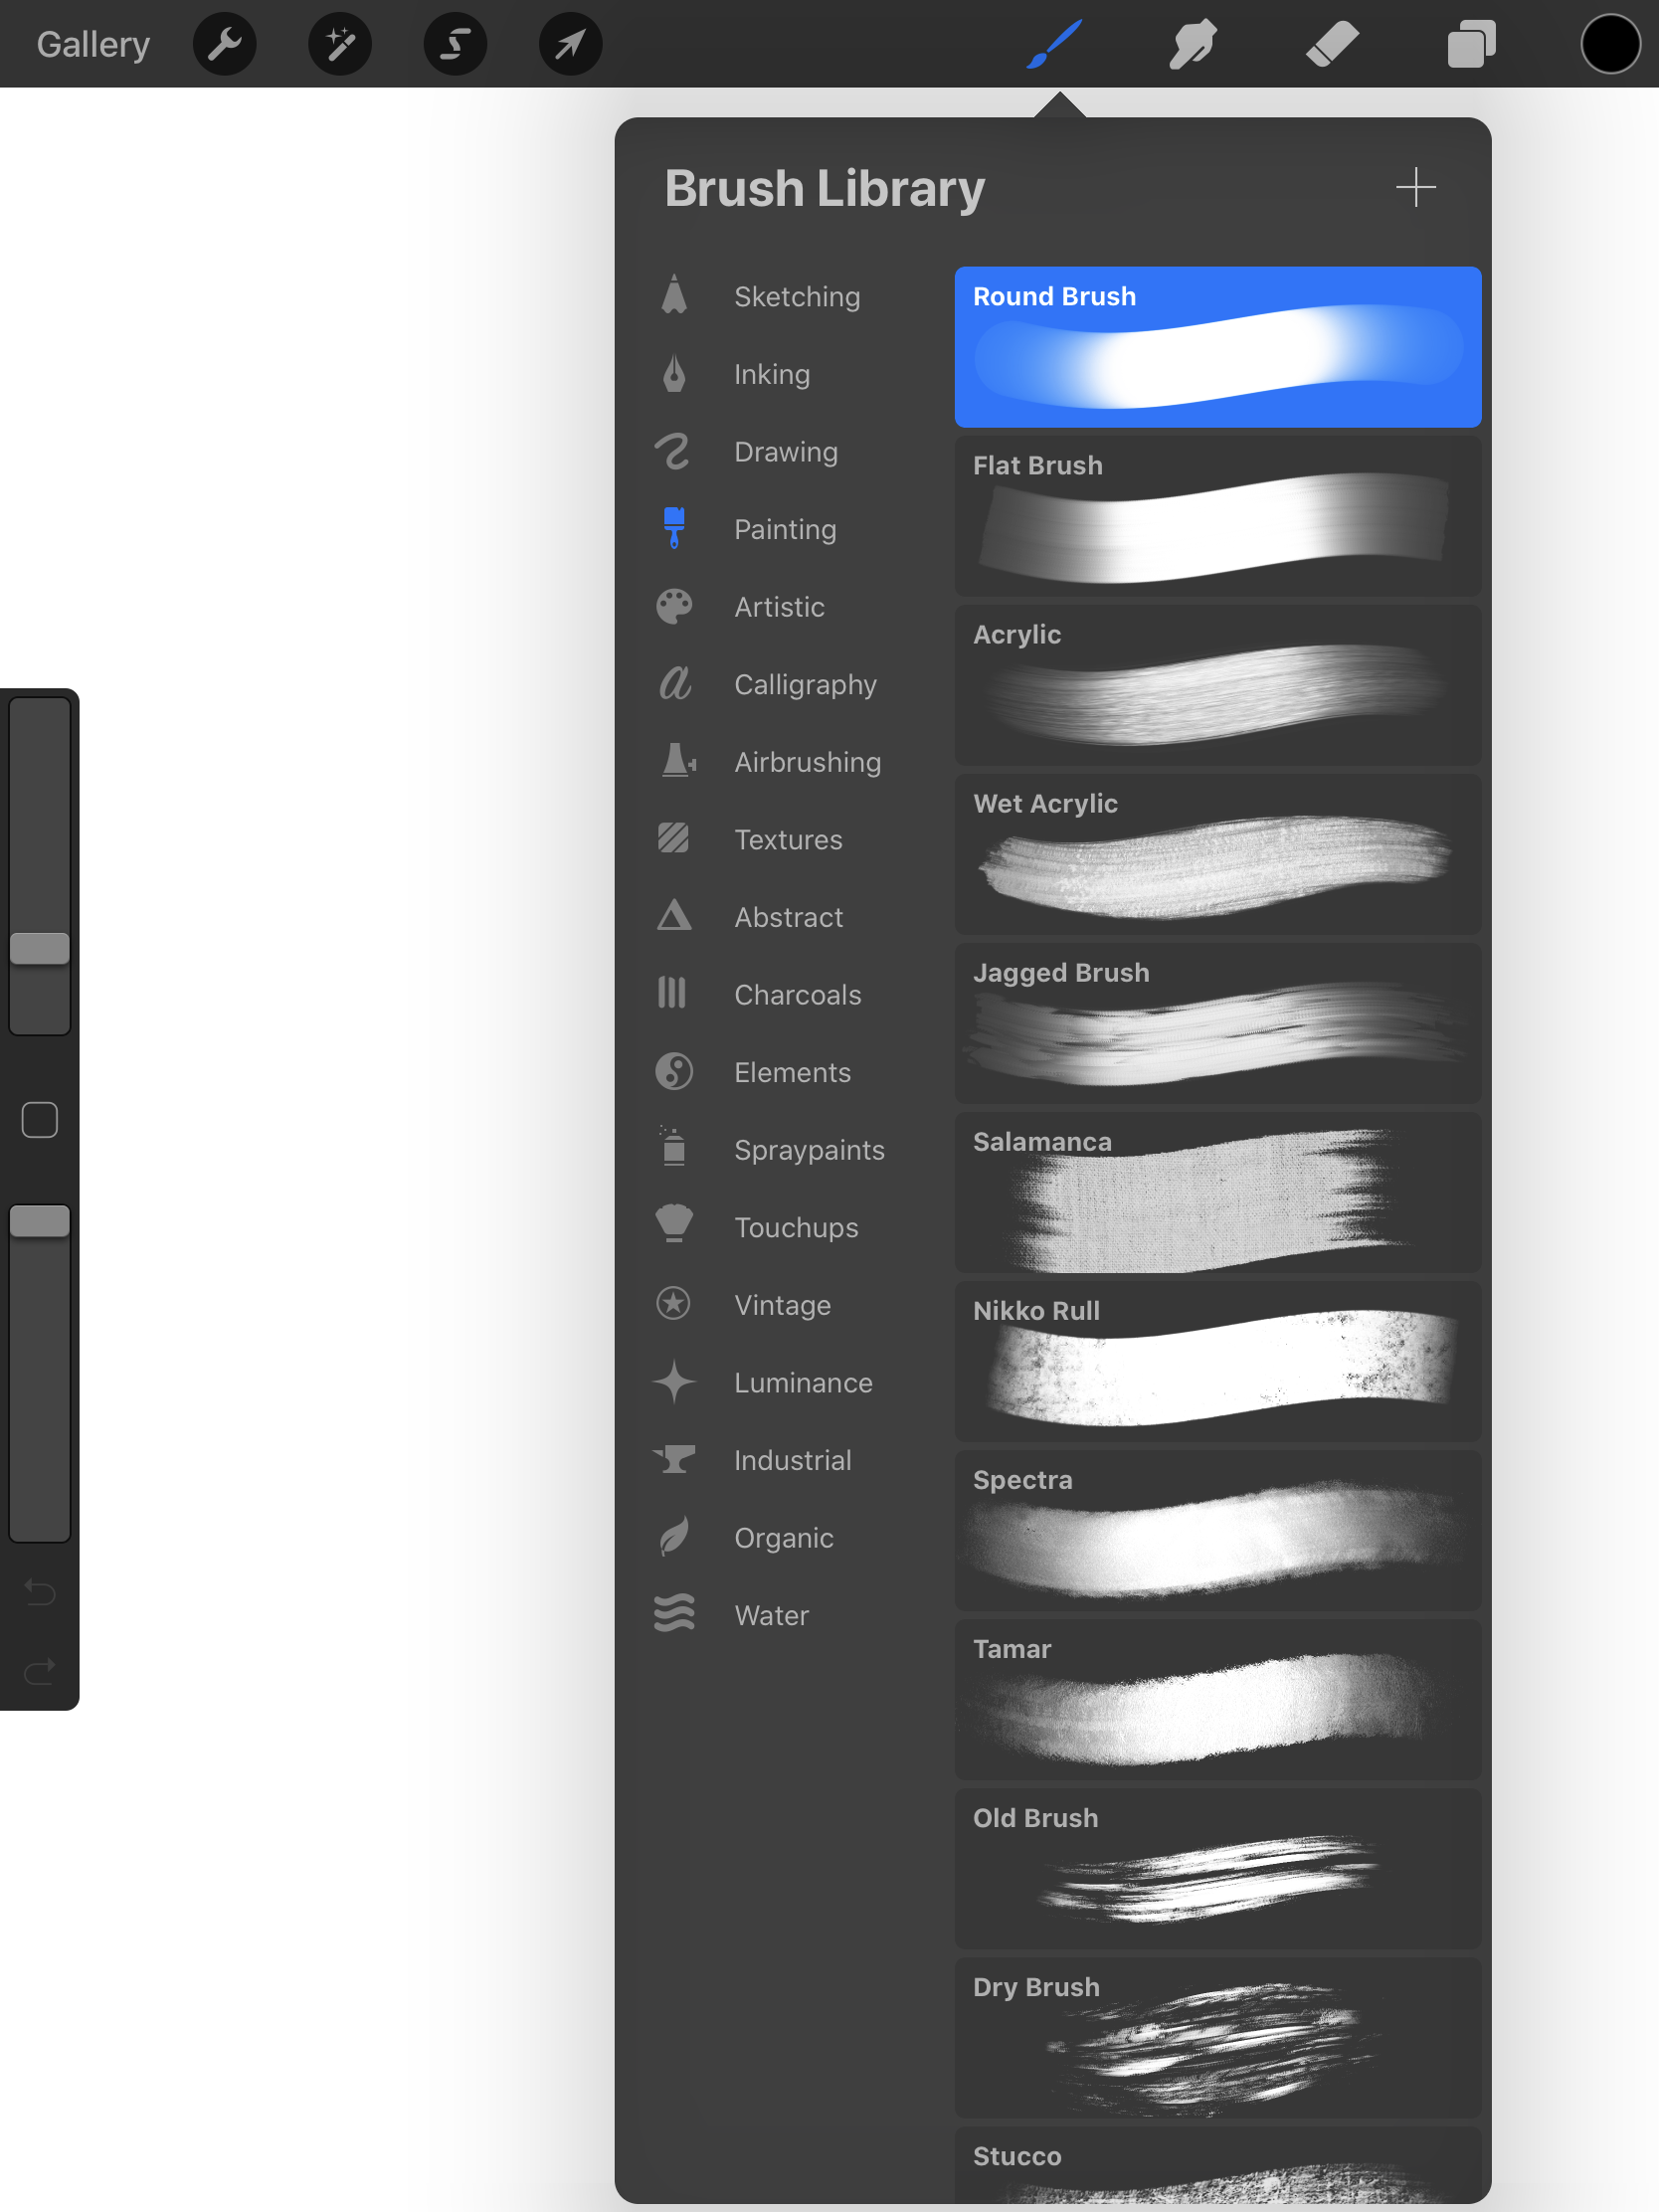 Gallery
Brush Library
Sketching
Inking
Drawing
Painting
Artistic
Calligraphy
Airbrushing
Textures
Abstract
Charcoals
Elements
Spraypaints
Touchups
Vintage
Luminance
Industrial
Organic
Water
Round Brush
Flat Brush
Acrylic
Wet Acrylic
Jagged Brush
Salamanca
Nikko Rull
Spectra
Tamar
Old Brush
Dry Brush
Stucco